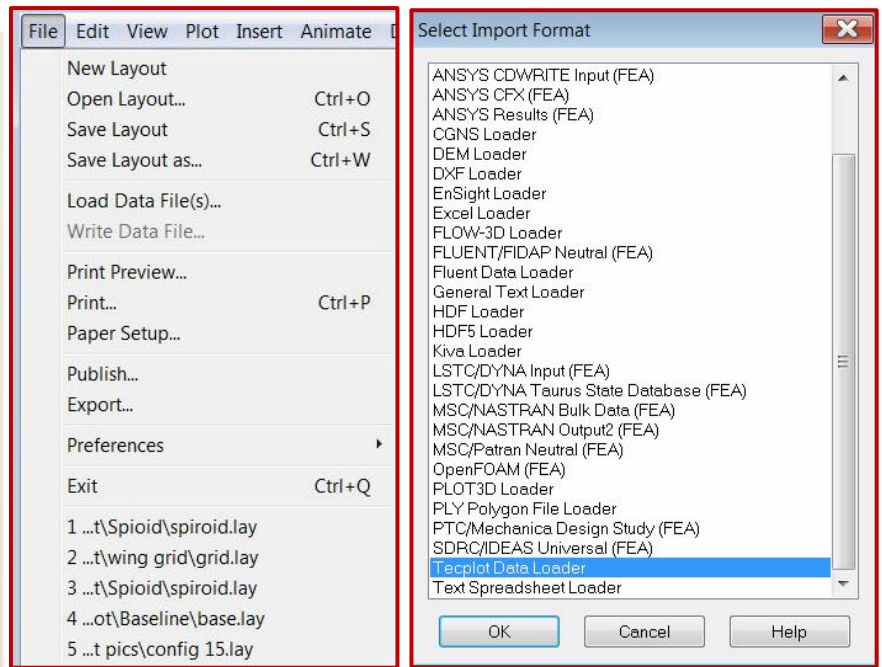 File Edit View Plot Insert Animate
New Layout
Open Layout... Ctrl+O
Save Layout Ctrl+S
Save Layout as... Ctrl+W
Load Data File(s)...
Write Data File...
Print Preview...
Print... Ctrl+P
Paper Setup...
Publish...
Export...
Preferences
Exit Ctrl+Q
1 ...t\Spioid\spiroid.lay
2 ...t\wing grid\grid.lay
3 ...t\Spioid\spiroid.lay
4 ...ot\Baseline\base.lay
5 ...t pics\config 15.lay
Select Import Format
ANSYS CDWRITE Input (FEA)
ANSYS CFX (FEA)
ANSYS Results (FEA)
CGNS Loader
DEM Loader
DXF Loader
EnSight Loader
Excel Loader
FLOW-3D Loader
FLUENT/FIDAP Neutral (FEA)
Fluent Data Loader
General Text Loader
HDF Loader
HDF5 Loader
Kiva Loader
LSTC/DYNA Input (FEA)
LSTC/DYNA Taurus State Database (FEA)
MSC/NASTRAN Bulk Data (FEA)
MSC/NASTRAN Output2 (FEA)
MSC/Patran Neutral (FEA)
OpenFOAM (FEA)
PLOT3D Loader
PLY Polygon File Loader
PTC/Mechanica Design Study (FEA)
SDRC/IDEAS Universal (FEA)
Tecplot Data Loader
Text Spreadsheet Loader
OK Cancel Help